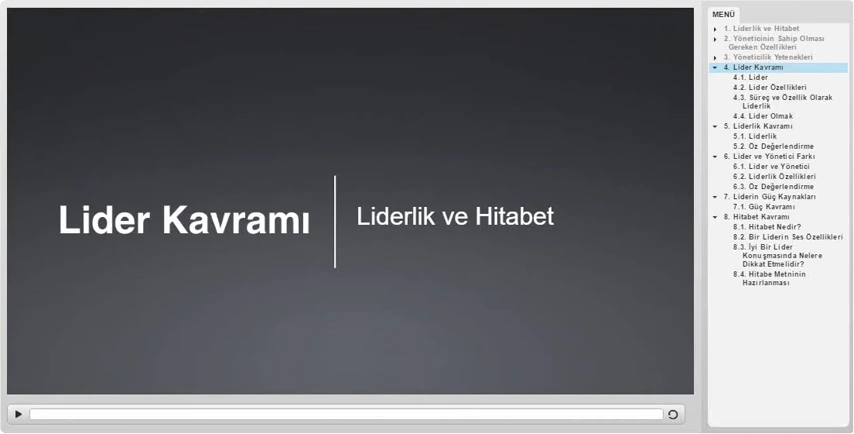 Lider Kavramı
Liderlik ve Hitabet
MENÜ
1. Liderlik ve Hitabet
2. Yöneticinin Sahip Olması
Gereken Özellikleri
3. Yöneticilik Yetenekleri
4. Lider Kavramı
4.1. Lider
4.2. Lider Özellikleri
4.3. Süreç ve Özellik Olarak
Liderlik
4.4. Lider Olmak
5. Liderlik Kavramı
5.1. Liderlik
5.2. Öz Değerlendirme
6. Lider ve Yönetici Farkı
6.1. Lider ve Yönetici
6.2. Liderlik Özellikleri
6.3. Öz Değerlendirme
7. Liderin Güç Kaynakları
7.1. Güç Kavramı
8. Hitabet Kavramı
8.1. Hitabet Nedir?
8.2. Bir Liderin Ses Özellikleri
8.3. İyi Bir Lider
Konuşmasında Nelere
Dikkat Etmelidir?
8.4. Hitabe Metninin
Hazırlanması